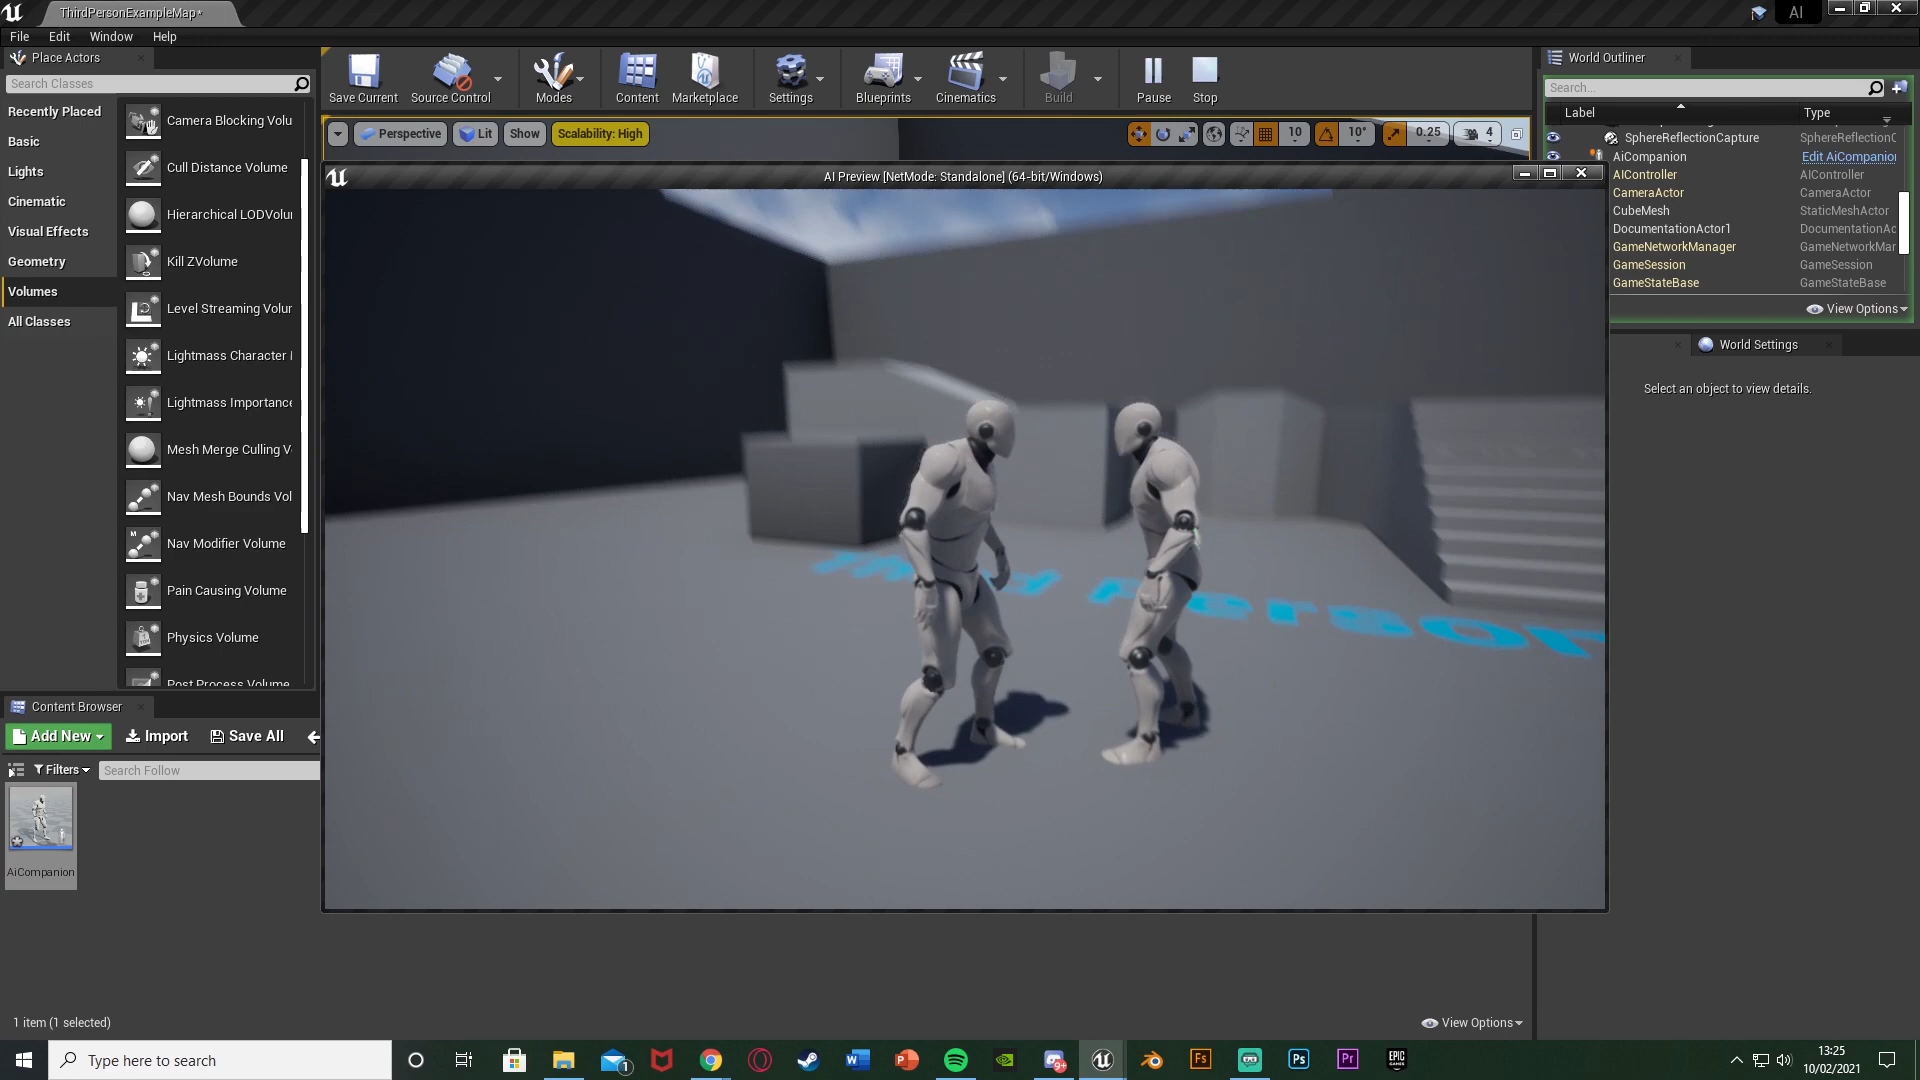 ThirdPersonExampleMap*
AI
File Edit Window Help
Place Actors
Search Classes
Recently Placed
Basic
Lights
Cinematic
Visual Effects
Geometry
Volumes
All Classes
Camera Blocking Volu
Cull Distance Volume
Hierarchical LODVolu
Kill ZVolume
Level Streaming Volu
Lightmass Character
Lightmass Importance
Mesh Merge Culling V
Nav Mesh Bounds Vol
Nav Modifier Volume
Pain Causing Volume
Physics Volume
Post Process Volume
Save Current Source Control Modes Content Marketplace Settings Blueprints Cinematics Build Pause Stop
Perspective Lit Show Scalability: High 10 10° 0.25 4
AI Preview [NetMode: Standalone] (64-bit/Windows)
Person
World Outliner
Search...
Label Type
SphereReflectionCapture SphereReflectionC
AiCompanion Edit AiCompanion
AIController AIController
CameraActor CameraActor
CubeMesh StaticMeshActor
DocumentationActor1 DocumentationAc
GameNetworkManager GameNetworkMan
GameSession GameSession
GameStateBase GameStateBase
View Options
World Settings
Select an object to view details.
Content Browser
Add New Import Save All
Filters Search Follow
AiCompanion
1 item (1 selected)
View Options
Type here to search
13:25
10/02/2021